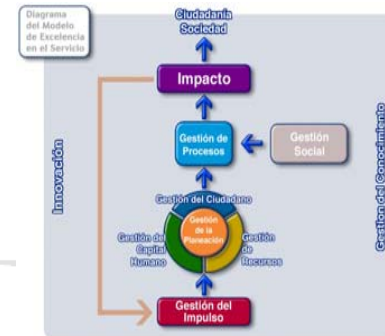 Diagrama
del Modelo
de Excelencia
en el Servicio
Ciudadanía
Sociedad
Impacto
Gestión de
Procesos
Gestión
Social
Innovación
Gestión del Conocimiento
Gestión del Ciudadano
Gestión
de la
Planeación
Gestión del
Capital
Humano
Gestión
de
Recursos
Gestión del
Impulso